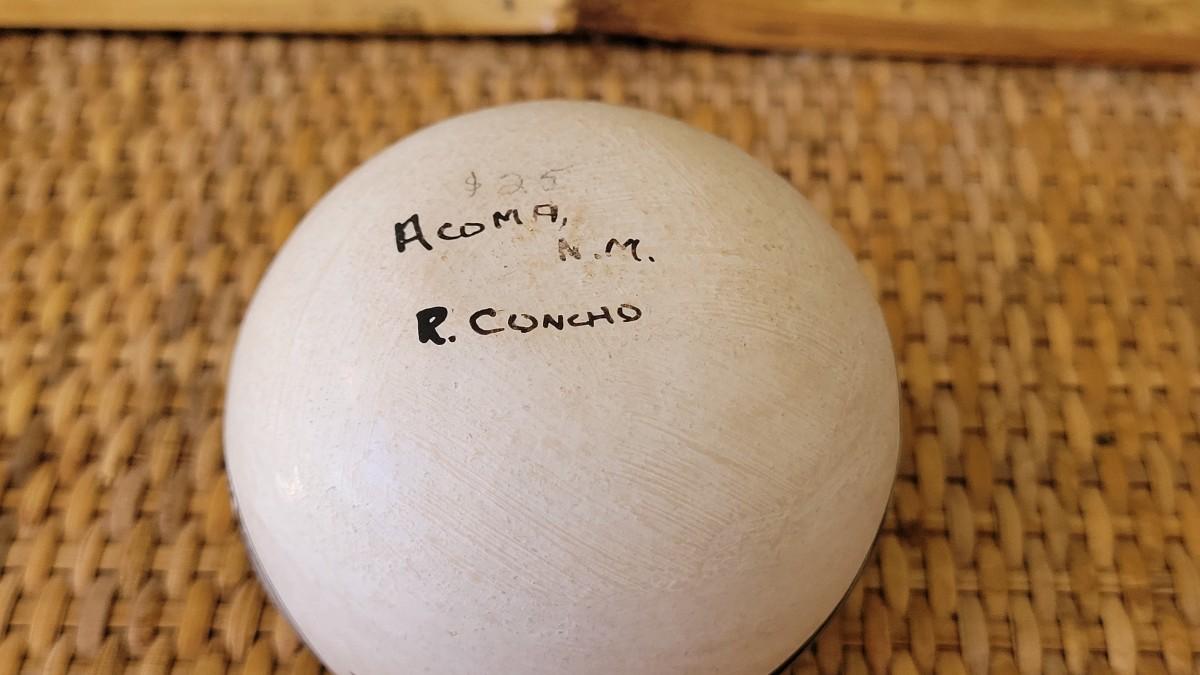 $25
ACOMA,
N.M.
R. CONCHO